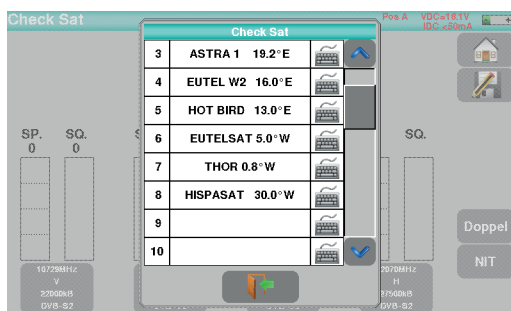 Check Sat
Pos A VDC=18.1V
IDC <50mA
Check Sat
3 ASTRA 1 19.2°E
4 EUTEL W2 16.0°E
5 HOT BIRD 13.0°E
6 EUTELSAT 5.0°W
7 THOR 0.8°W
8 HISPASAT 30.0°W
9
10
SP. SQ.
0 0
SQ.
Doppel
NIT
10729MHz
V
22000kB
DVB-S2
H
27500kB
DVB-S2